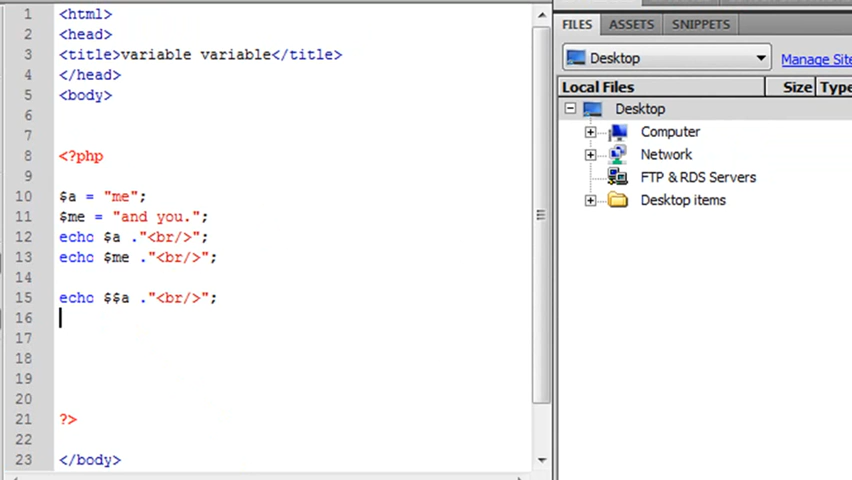 1 <html>
2 <head>
3 <title>variable variable</title>
4 </head>
5 <body>
6
7
8 <?php
9
10 $a = "me";
11 $me = "and you.";
12 echo $a ."<br/>";
13 echo $me ."<br/>";
14
15 echo $$a ."<br/>";
16
17
18
19
20
21 ?>
22
23 </body>
FILES ASSETS SNIPPETS
Desktop Manage Site
Local Files Size Type
Desktop
Computer
Network
FTP & RDS Servers
Desktop items